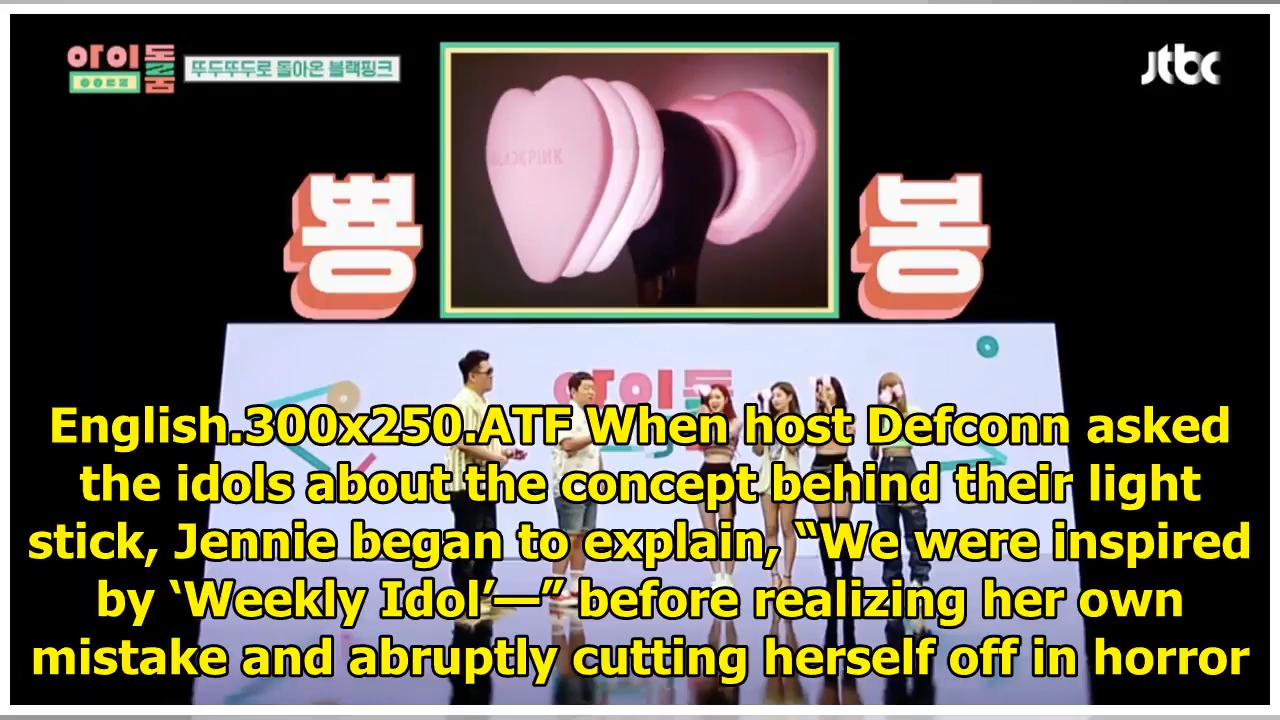 아이돌룸
뚜두뚜두로 돌아온 블랙핑크
jtbc
BLACKPINK
뿅 봉
아이돌
English.300x250.ATF When host Defconn asked
the idols about the concept behind their light
stick, Jennie began to explain, “We were inspired
by ‘Weekly Idol’—” before realizing her own
mistake and abruptly cutting herself off in horror